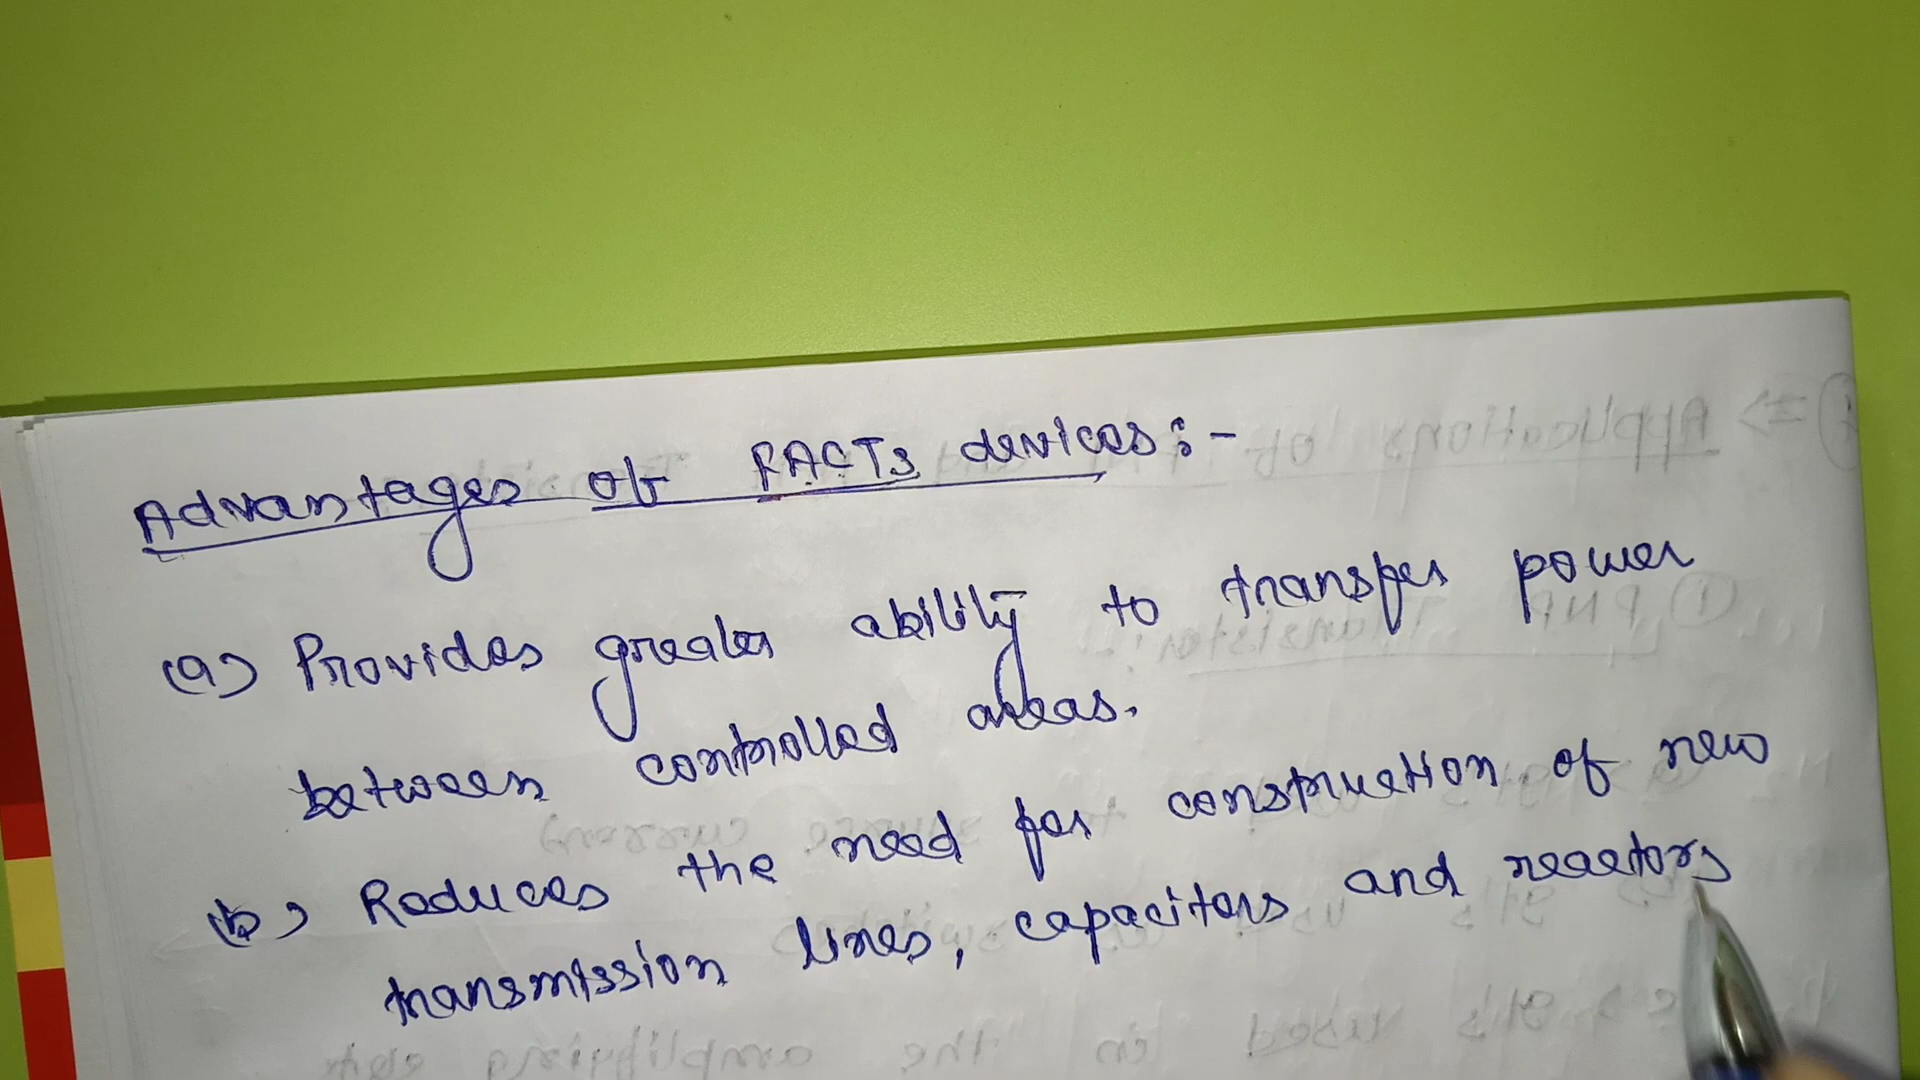 Advantages of FACTs devices:-
(a) Provides greater ability to transfer power
between controlled areas.
(b) Reduces the need for construction of new
transmission lines, capacitors and reactors